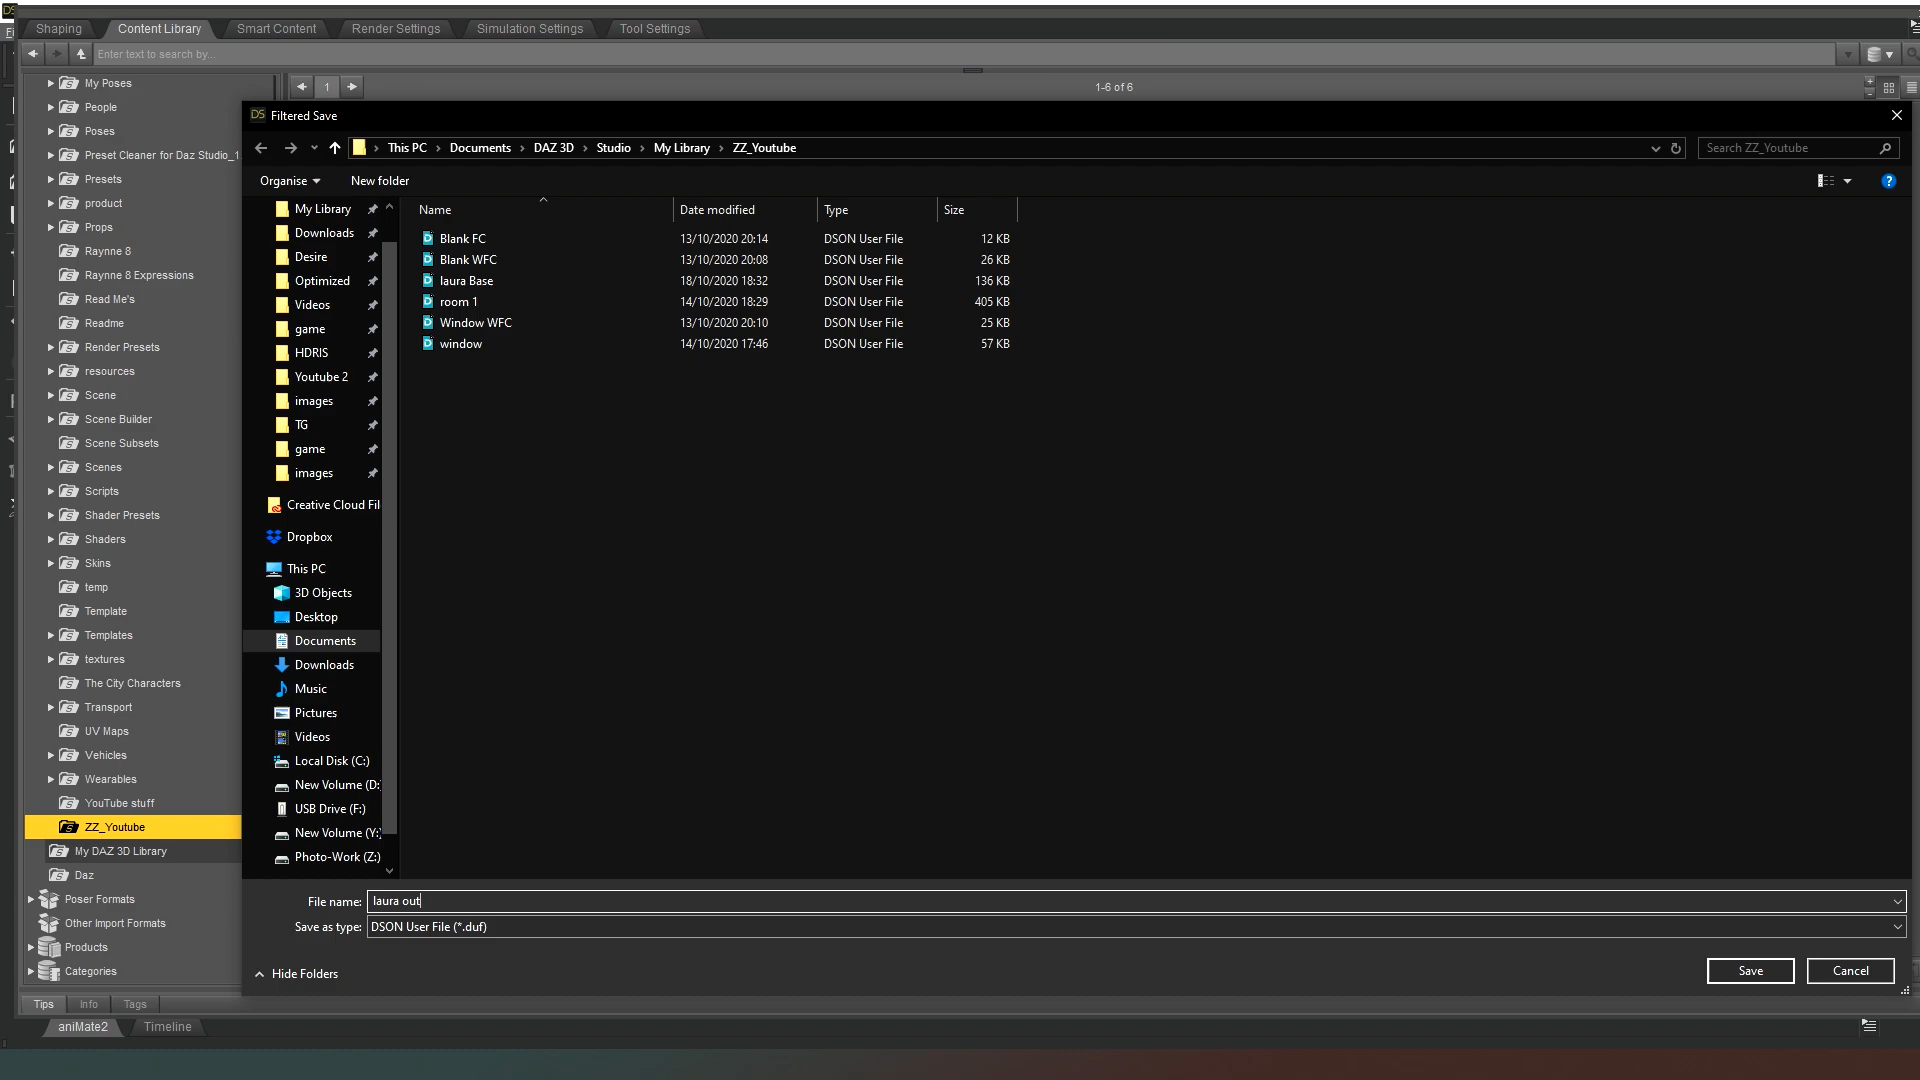 DS
Fi
Shaping
Content Library
Smart Content
Render Settings
Simulation Settings
Tool Settings
Enter text to search by...
1
1-6 of 6
My Poses
People
Poses
Preset Cleaner for Daz Studio_1
Presets
product
Props
Raynne 8
Raynne 8 Expressions
Read Me's
Readme
Render Presets
resources
Scene
Scene Builder
Scene Subsets
Scenes
Scripts
Shader Presets
Shaders
Skins
temp
Template
Templates
textures
The City Characters
Transport
UV Maps
Vehicles
Wearables
YouTube stuff
ZZ_Youtube
My DAZ 3D Library
Daz
Poser Formats
Other Import Formats
Products
Categories
Tips
Info
Tags
aniMate2
Timeline
DS Filtered Save
This PC › Documents › DAZ 3D › Studio › My Library › ZZ_Youtube
Search ZZ_Youtube
Organise
New folder
My Library
Downloads
Desire
Optimized
Videos
game
HDRIS
Youtube 2
images
TG
game
images
Creative Cloud Fil
Dropbox
This PC
3D Objects
Desktop
Documents
Downloads
Music
Pictures
Videos
Local Disk (C:)
New Volume (D:
USB Drive (F:)
New Volume (Y:
Photo-Work (Z:)
Name Date modified Type Size
Blank FC 13/10/2020 20:14 DSON User File 12 KB
Blank WFC 13/10/2020 20:08 DSON User File 26 KB
laura Base 18/10/2020 18:32 DSON User File 136 KB
room 1 14/10/2020 18:29 DSON User File 405 KB
Window WFC 13/10/2020 20:10 DSON User File 25 KB
window 14/10/2020 17:46 DSON User File 57 KB
File name: laura out
Save as type: DSON User File (*.duf)
Hide Folders
Save
Cancel